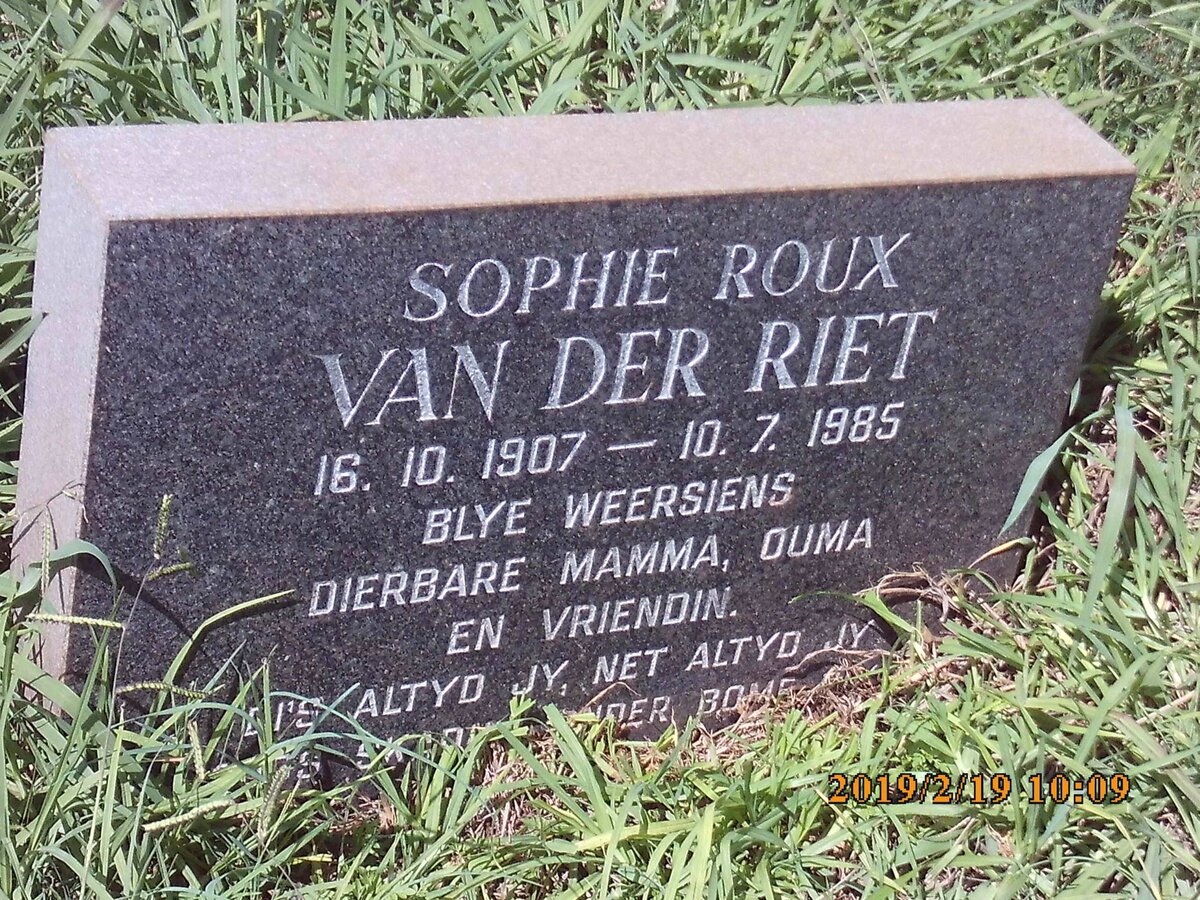 SOPHIE ROUX
VAN DER RIET
16. 10. 1907 — 10. 7. 1985
BLYE WEERSIENS
DIERBARE MAMMA, OUMA
EN VRIENDIN.
ALTYD JY, NET ALTYD JY
BOME
2019/2/19 10:09